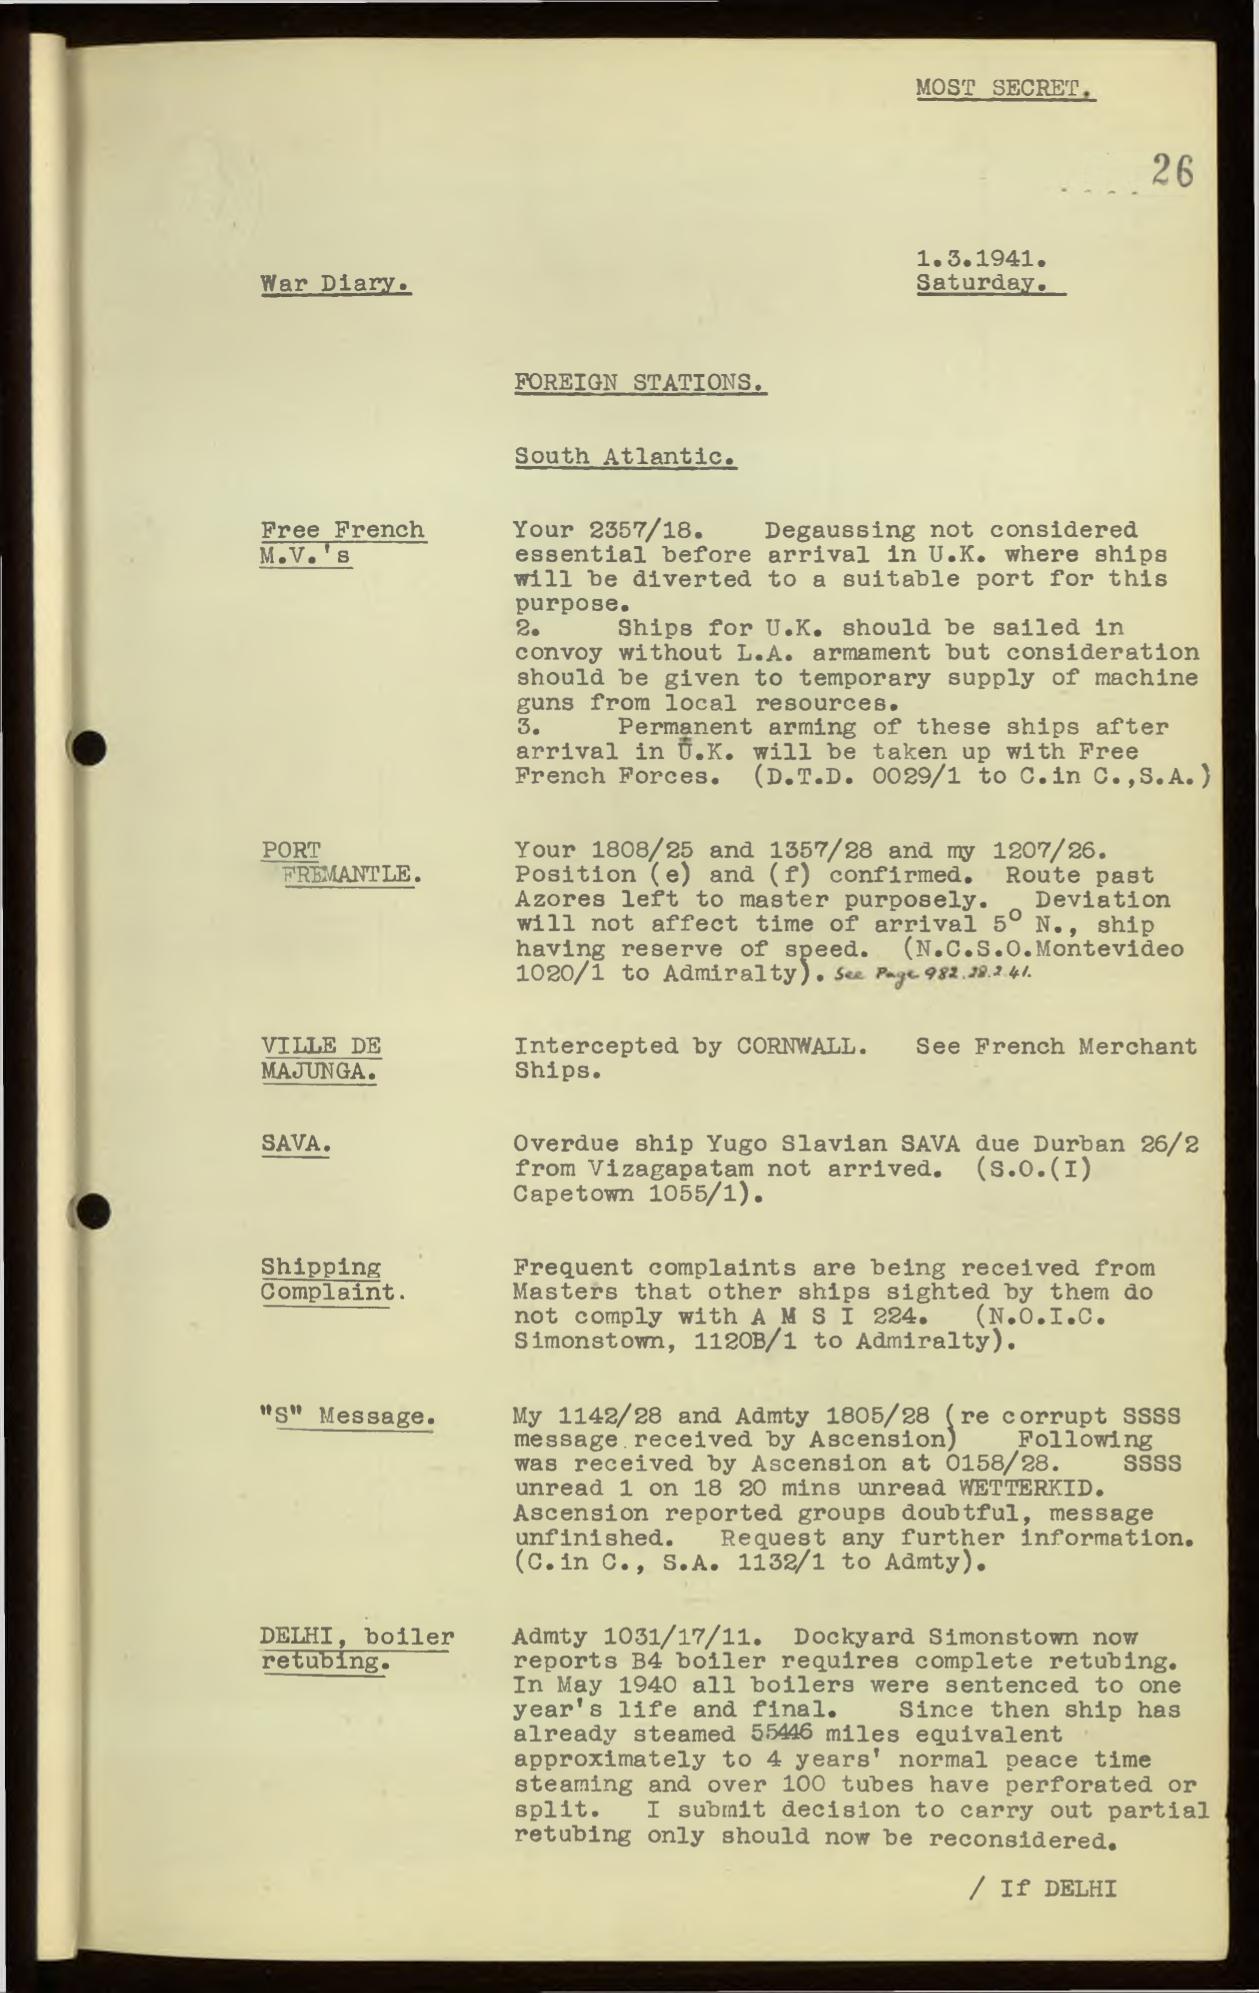 MOST SECRET.
26
1.3.1941.
War Diary. Saturday.
FOREIGN STATIONS.
South Atlantic.
Free French Your 2357/18. Degaussing not considered
M.V.'s essential before arrival in U.K. where ships
will be diverted to a suitable port for this
purpose.
2. Ships for U.K. should be sailed in
convoy without L.A. armament but consideration
should be given to temporary supply of machine
guns from local resources.
3. Permanent arming of these ships after
arrival in U.K. will be taken up with Free
French Forces. (D.T.D. 0029/1 to C.in C.,S.A.)
PORT Your 1808/25 and 1357/28 and my 1207/26.
FREMANTLE. Position (e) and (f) confirmed. Route past
Azores left to master purposely. Deviation
will not affect time of arrival 5° N., ship
having reserve of speed. (N.C.S.O.Montevideo
1020/1 to Admiralty). See Page 982.28.2.41.
VILLE DE Intercepted by CORNWALL. See French Merchant
MAJUNGA. Ships.
SAVA. Overdue ship Yugo Slavian SAVA due Durban 26/2
from Vizagapatam not arrived. (S.O.(I)
Capetown 1055/1).
Shipping Frequent complaints are being received from
Complaint. Masters that other ships sighted by them do
not comply with A M S I 224. (N.O.I.C.
Simonstown, 1120B/1 to Admiralty).
"S" Message. My 1142/28 and Admty 1805/28 (re corrupt SSSS
message received by Ascension) Following
was received by Ascension at 0158/28. SSSS
unread 1 on 18 20 mins unread WETTERKID.
Ascension reported groups doubtful, message
unfinished. Request any further information.
(C.in C., S.A. 1132/1 to Admty).
DELHI, boiler Admty 1031/17/11. Dockyard Simonstown now
retubing. reports B4 boiler requires complete retubing.
In May 1940 all boilers were sentenced to one
year's life and final. Since then ship has
already steamed 55446 miles equivalent
approximately to 4 years' normal peace time
steaming and over 100 tubes have perforated or
split. I submit decision to carry out partial
retubing only should now be reconsidered.
/ If DELHI